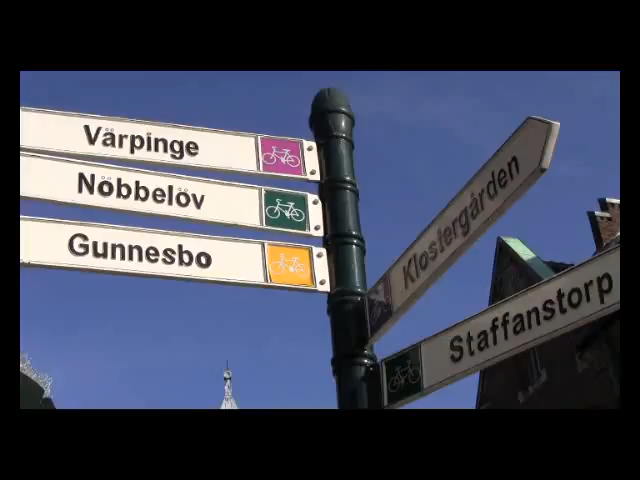 Värpinge
Nöbbelöv
Gunnesbo
Klostergården
Staffanstorp